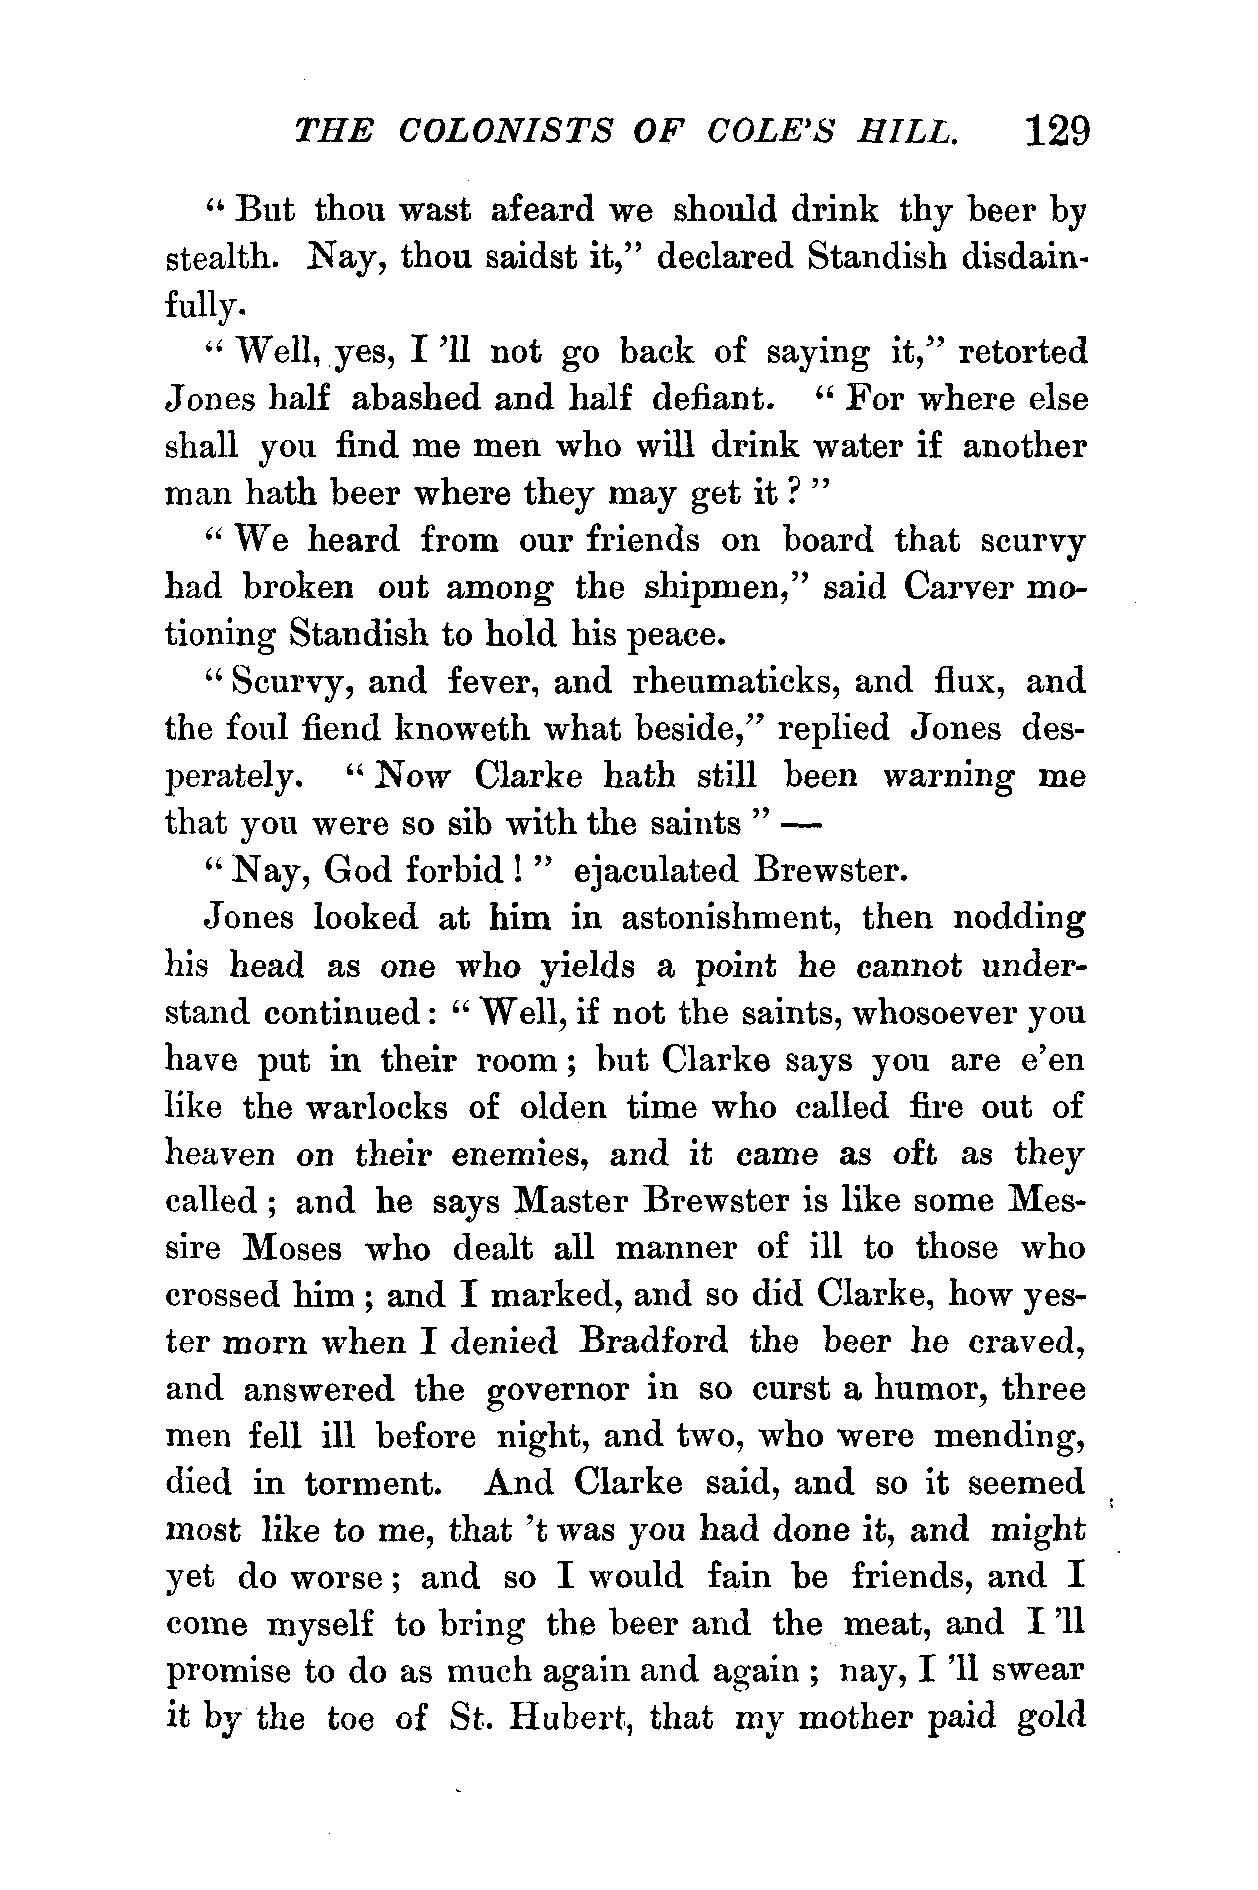 THE COLONISTS OF COLE'S HILL. 129
“ But thou wast afeard we should drink thy beer by
stealth. Nay, thou saidst it,” declared Standish disdain-
fully.
“ Well, yes, I 'll not go back of saying it,” retorted
Jones half abashed and half defiant. “ For where else
shall you find me men who will drink water if another
man hath beer where they may get it ? ”
“ We heard from our friends on board that scurvy
had broken out among the shipmen,” said Carver mo-
tioning Standish to hold his peace.
“ Scurvy, and fever, and rheumaticks, and flux, and
the foul fiend knoweth what beside,” replied Jones des-
perately. “ Now Clarke hath still been warning me
that you were so sib with the saints ” —
“ Nay, God forbid ! ” ejaculated Brewster.
Jones looked at him in astonishment, then nodding
his head as one who yields a point he cannot under-
stand continued : “ Well, if not the saints, whosoever you
have put in their room ; but Clarke says you are e'en
like the warlocks of olden time who called fire out of
heaven on their enemies, and it came as oft as they
called ; and he says Master Brewster is like some Mes-
sire Moses who dealt all manner of ill to those who
crossed him ; and I marked, and so did Clarke, how yes-
ter morn when I denied Bradford the beer he craved,
and answered the governor in so curst a humor, three
men fell ill before night, and two, who were mending,
died in torment. And Clarke said, and so it seemed
most like to me, that 't was you had done it, and might
yet do worse ; and so I would fain be friends, and I
come myself to bring the beer and the meat, and I 'll
promise to do as much again and again ; nay, I 'll swear
it by the toe of St. Hubert, that my mother paid gold